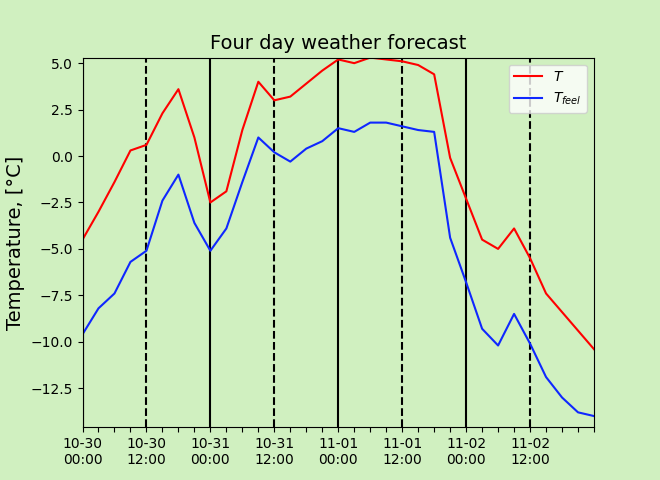 Four day weather forecast
Temperature, [°C]
5.0
2.5
0.0
−2.5
−5.0
−7.5
−10.0
−12.5
T
T_feel
10-30 10-30 10-31 10-31 11-01 11-01 11-02 11-02
00:00 12:00 00:00 12:00 00:00 12:00 00:00 12:00